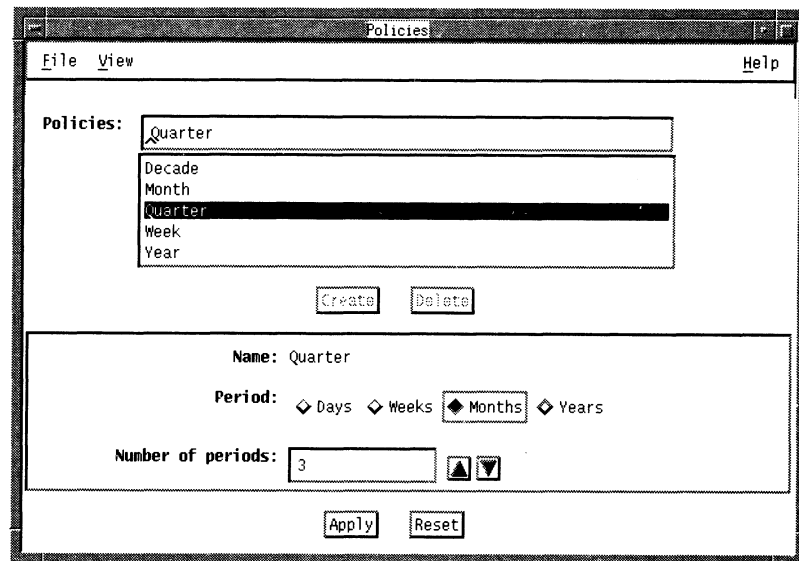 Policies
File View Help
Policies: Quarter
Decade
Month
Quarter
Week
Year
Create Delete
Name: Quarter
Period: Days Weeks Months Years
Number of periods: 3
Apply Reset